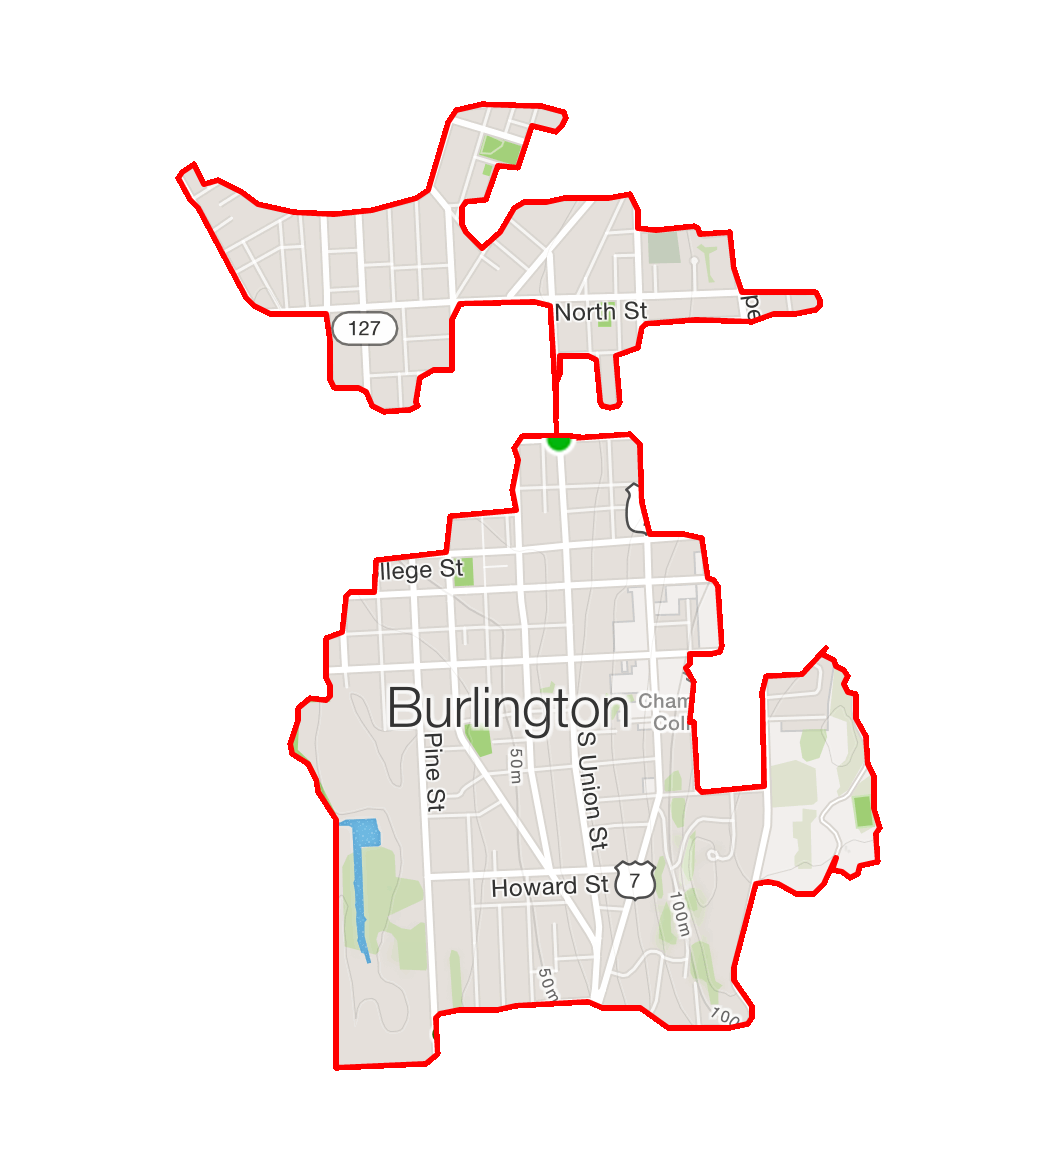 North St
pe
127
llege St
Burlington
Cham
Coll
Pine St
50m
S Union St
Howard St
7
100m
50m
100